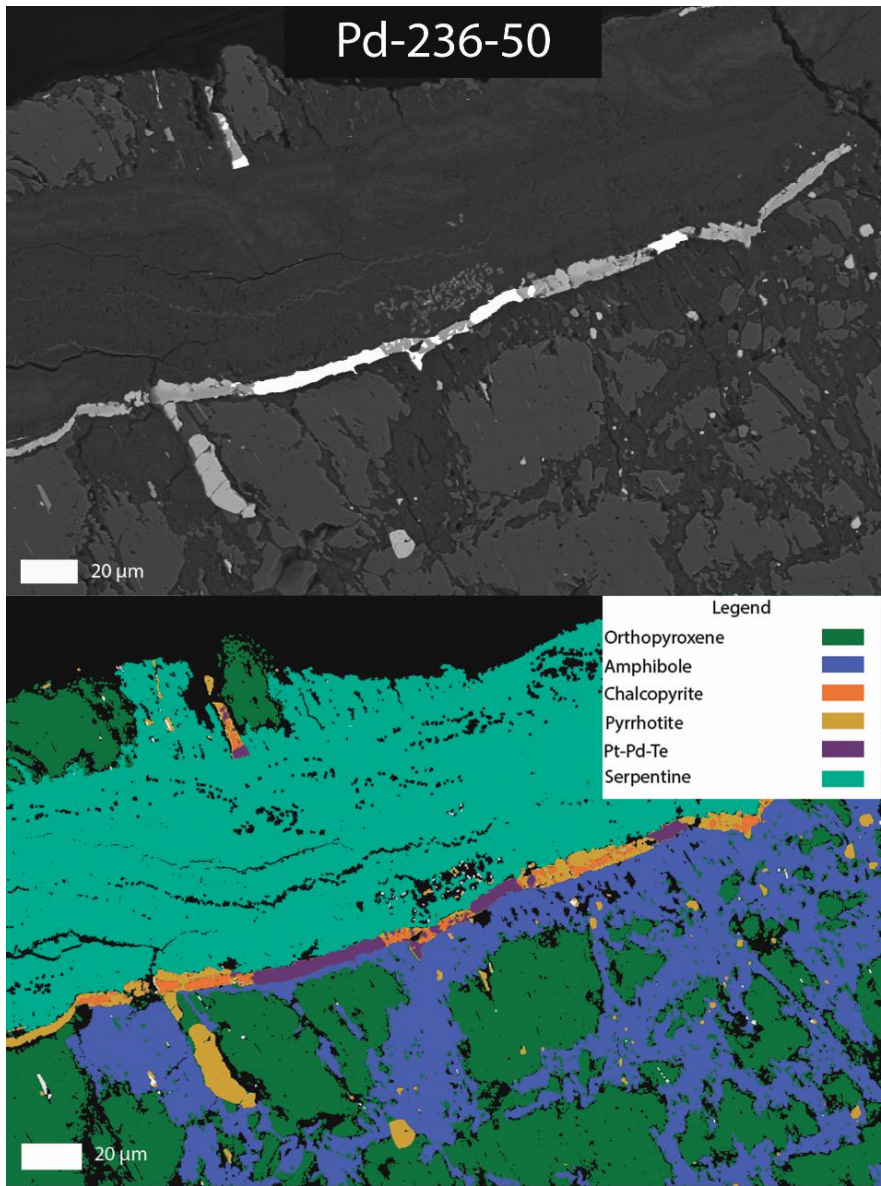 Pd-236-50
20 µm
Legend
Orthopyroxene
Amphibole
Chalcopyrite
Pyrrhotite
Pt-Pd-Te
Serpentine
20 µm